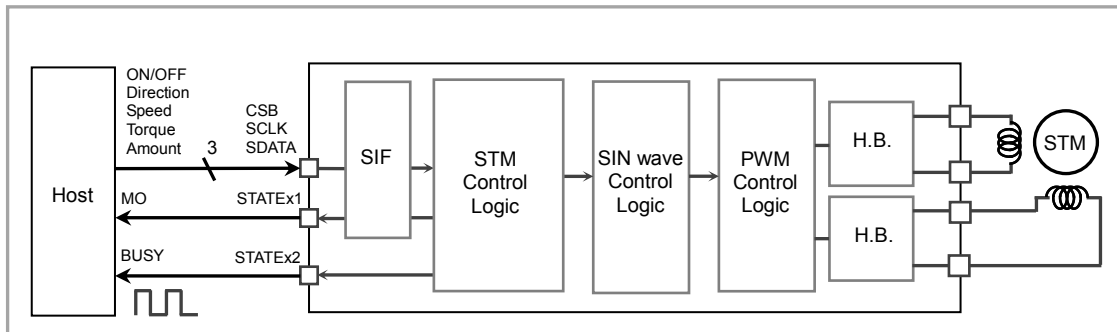 ON/OFF
Direction
Speed
Torque
Amount
3
CSB
SCLK
SDATA
Host
MO
STATEx1
BUSY
STATEx2
SIF
STM
Control
Logic
SIN wave
Control
Logic
PWM
Control
Logic
H.B.
H.B.
STM